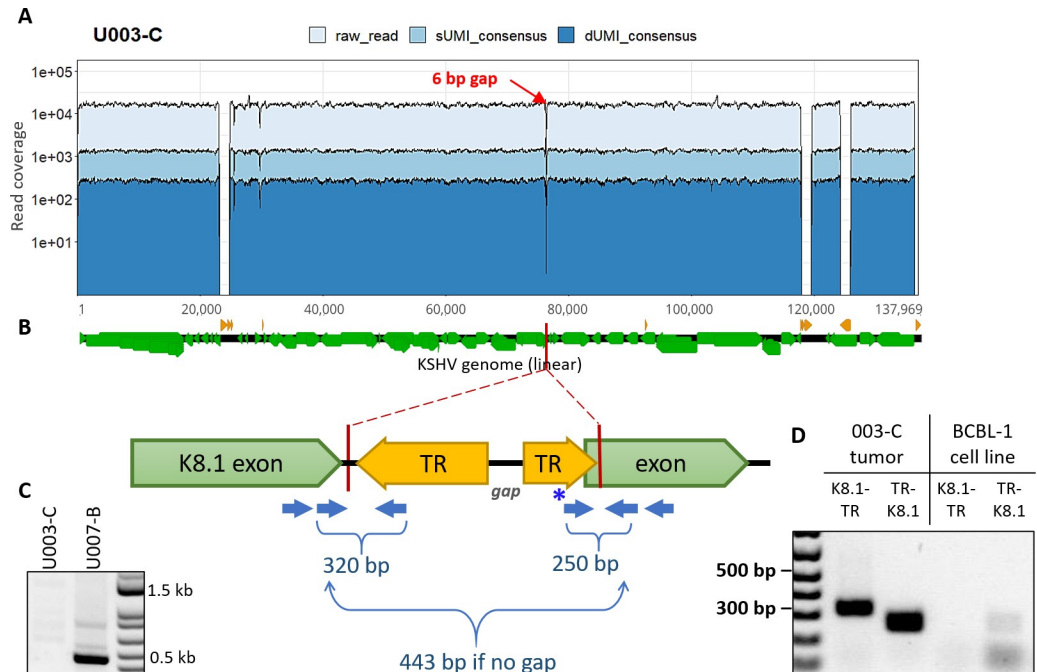 A
U003-C
raw_read sUMI_consensus dUMI_consensus
6 bp gap
Read coverage
1e+05
1e+04
1e+03
1e+02
1e+01
1 20,000 40,000 60,000 80,000 100,000 120,000 137,969
B
KSHV genome (linear)
K8.1 exon TR gap TR exon
*
320 bp 250 bp
443 bp if no gap
C
U003-C U007-B
1.5 kb
0.5 kb
D
003-C tumor
BCBL-1 cell line
K8.1-TR TR-K8.1 K8.1-TR TR-K8.1
500 bp
300 bp